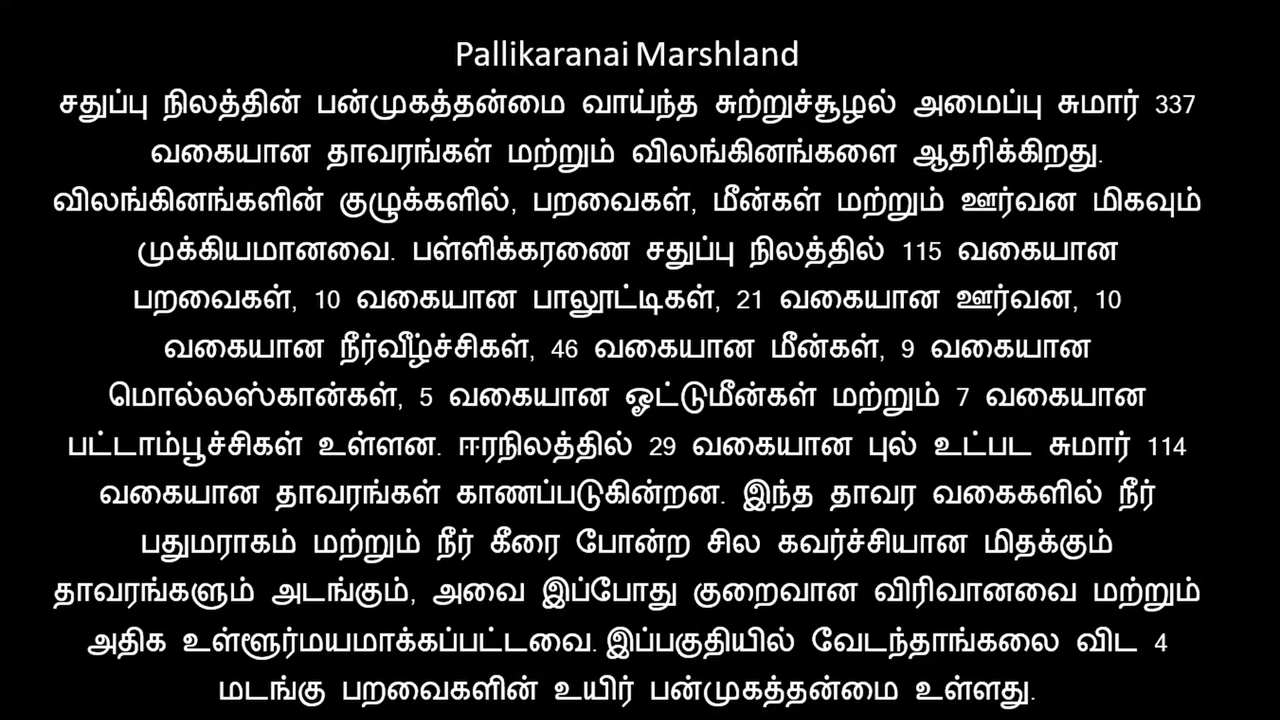 Pallikaranai Marshland
சதுப்பு நிலத்தின் பன்முகத்தன்மை வாய்ந்த சுற்றுச்சூழல் அமைப்பு சுமார் 337
வகையான தாவரங்கள் மற்றும் விலங்கினங்களை ஆதரிக்கிறது.
விலங்கினங்களின் குழுக்களில், பறவைகள், மீன்கள் மற்றும் ஊர்வன மிகவும்
முக்கியமானவை. பள்ளிக்கரணை சதுப்பு நிலத்தில் 115 வகையான
பறவைகள், 10 வகையான பாலூட்டிகள், 21 வகையான ஊர்வன, 10
வகையான நீர்வீழ்ச்சிகள், 46 வகையான மீன்கள், 9 வகையான
மொல்லஸ்கான்கள், 5 வகையான ஓட்டுமீன்கள் மற்றும் 7 வகையான
பட்டாம்பூச்சிகள் உள்ளன. ஈரநிலத்தில் 29 வகையான புல் உட்பட சுமார் 114
வகையான தாவரங்கள் காணப்படுகின்றன. இந்த தாவர வகைகளில் நீர்
பதுமராகம் மற்றும் நீர் கீரை போன்ற சில கவர்ச்சியான மிதக்கும்
தாவரங்களும் அடங்கும், அவை இப்போது குறைவான விரிவானவை மற்றும்
அதிக உள்ளூர்மயமாக்கப்பட்டவை. இப்பகுதியில் வேடந்தாங்கலை விட 4
மடங்கு பறவைகளின் உயிர் பன்முகத்தன்மை உள்ளது.